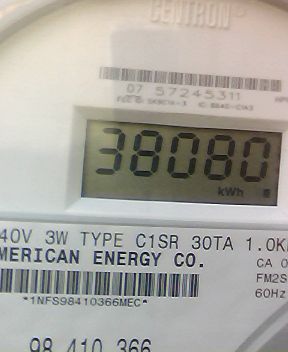 CENTRON®
07 57245311
38080
kWh
40V 3W TYPE C1SR 30TA 1.0K
MERICAN ENERGY CO.
CA 0
FM2S
60Hz
*1NFS98410366MEC*
98 410 366